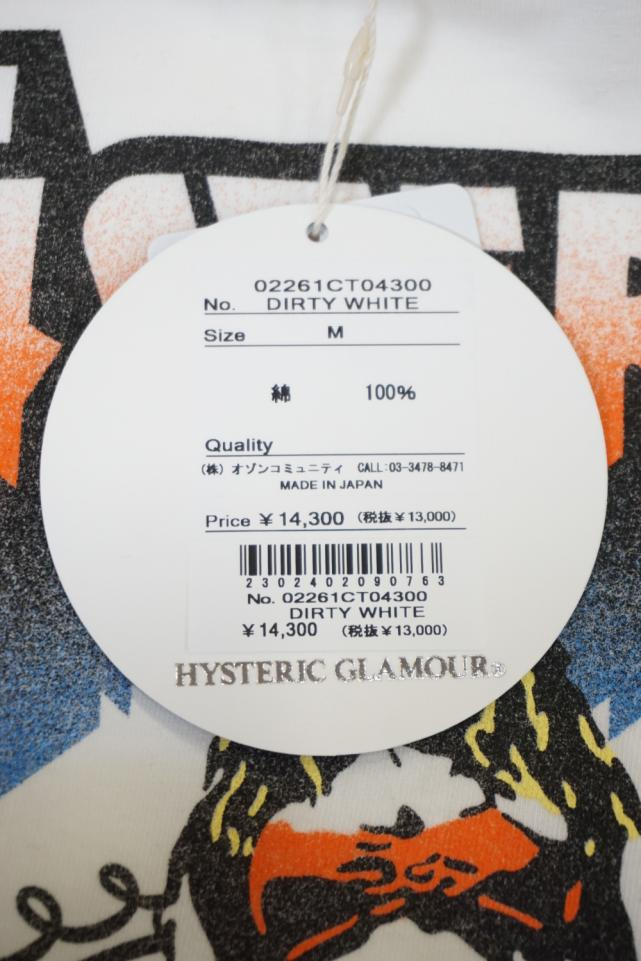 02261CT04300
No. DIRTY WHITE
Size M
綿 100%
Quality
(株) オゾンコミュニティ CALL:03-3478-8471
MADE IN JAPAN
Price ¥14,300 (税抜¥13,000)
2302402090763
No. 02261CT04300
DIRTY WHITE
¥14,300 (税抜¥13,000)
HYSTERIC GLAMOUR®